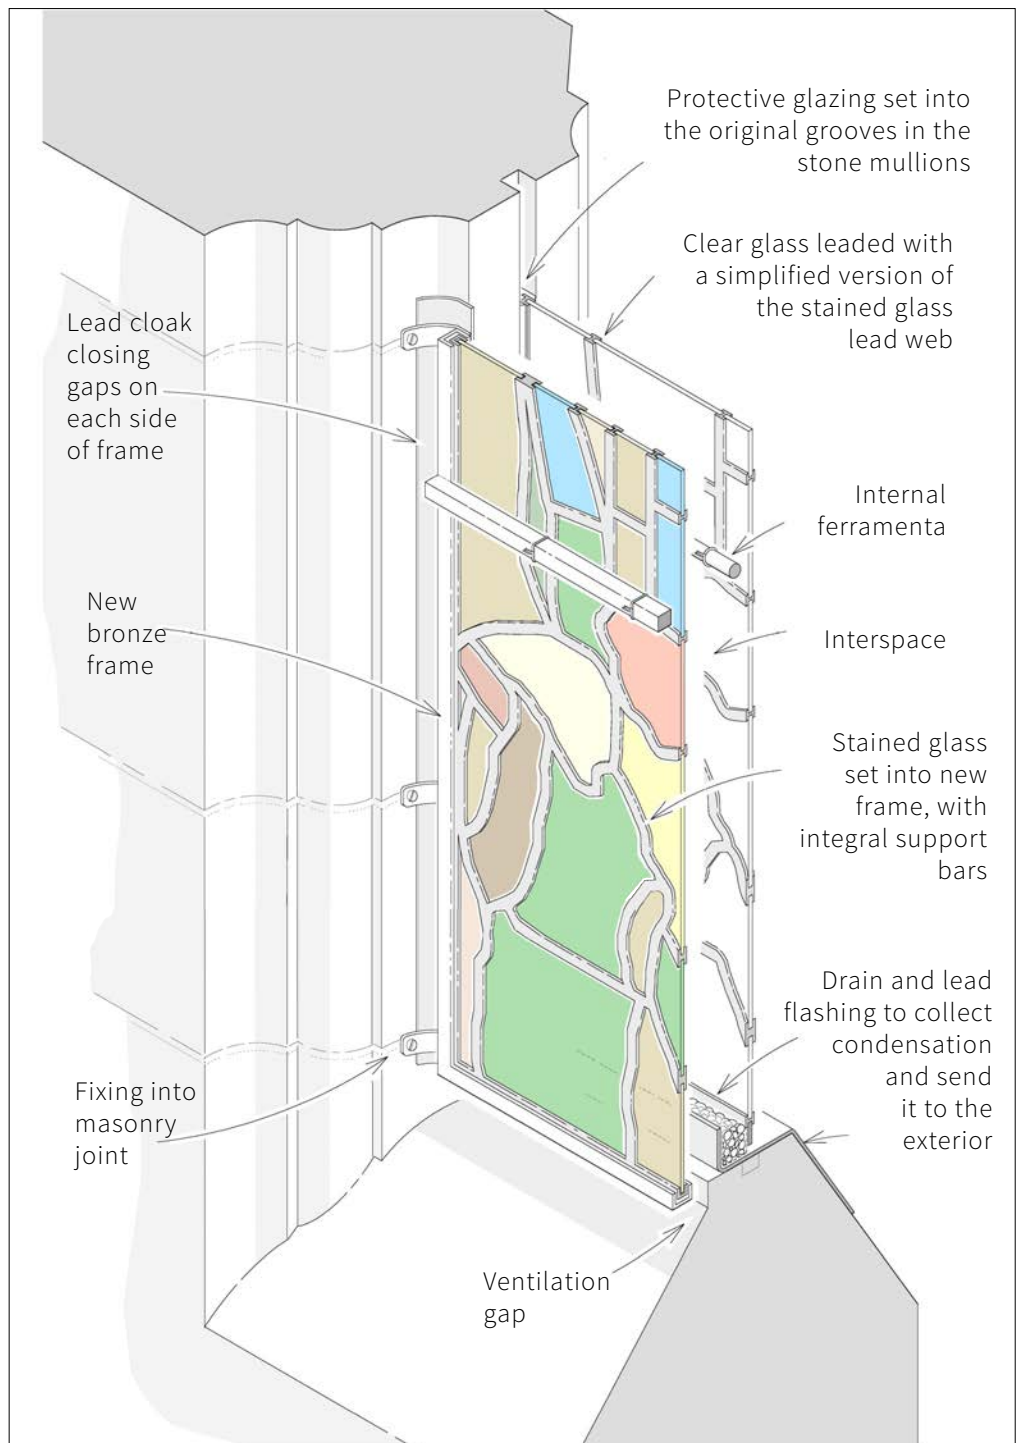 Protective glazing set into
the original grooves in the
stone mullions
Clear glass leaded with
a simplified version of
the stained glass
lead web
Lead cloak
closing
gaps on
each side
of frame
Internal
ferramenta
New
bronze
frame
Interspace
Stained glass
set into new
frame, with
integral support
bars
Drain and lead
flashing to collect
condensation
and send
it to the
exterior
Fixing into
masonry
joint
Ventilation
gap